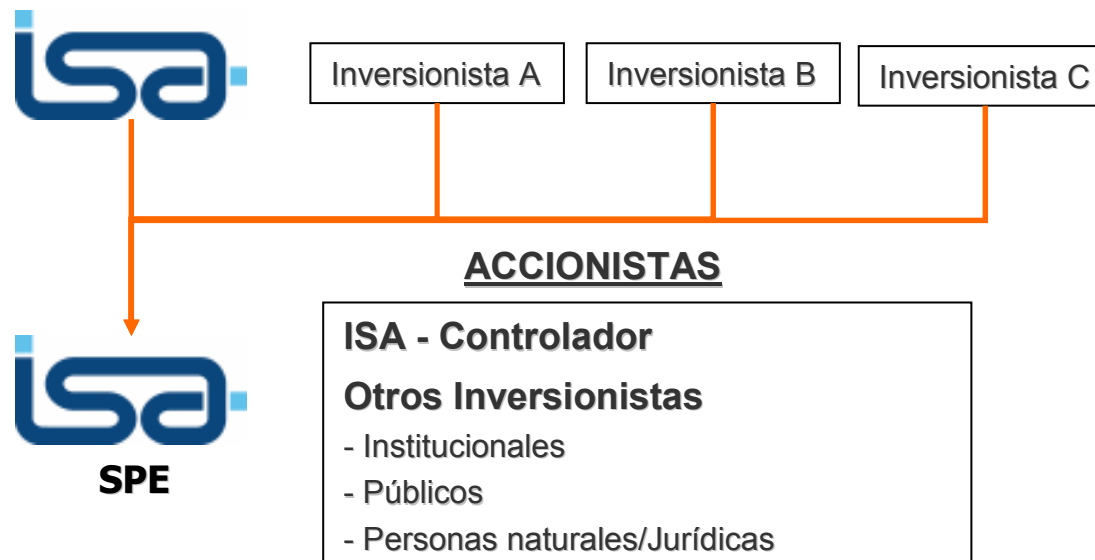 isa
Inversionista A
Inversionista B
Inversionista C
ACCIONISTAS
isa
SPE
ISA - Controlador
Otros Inversionistas
- Institucionales
- Públicos
- Personas naturales/Jurídicas